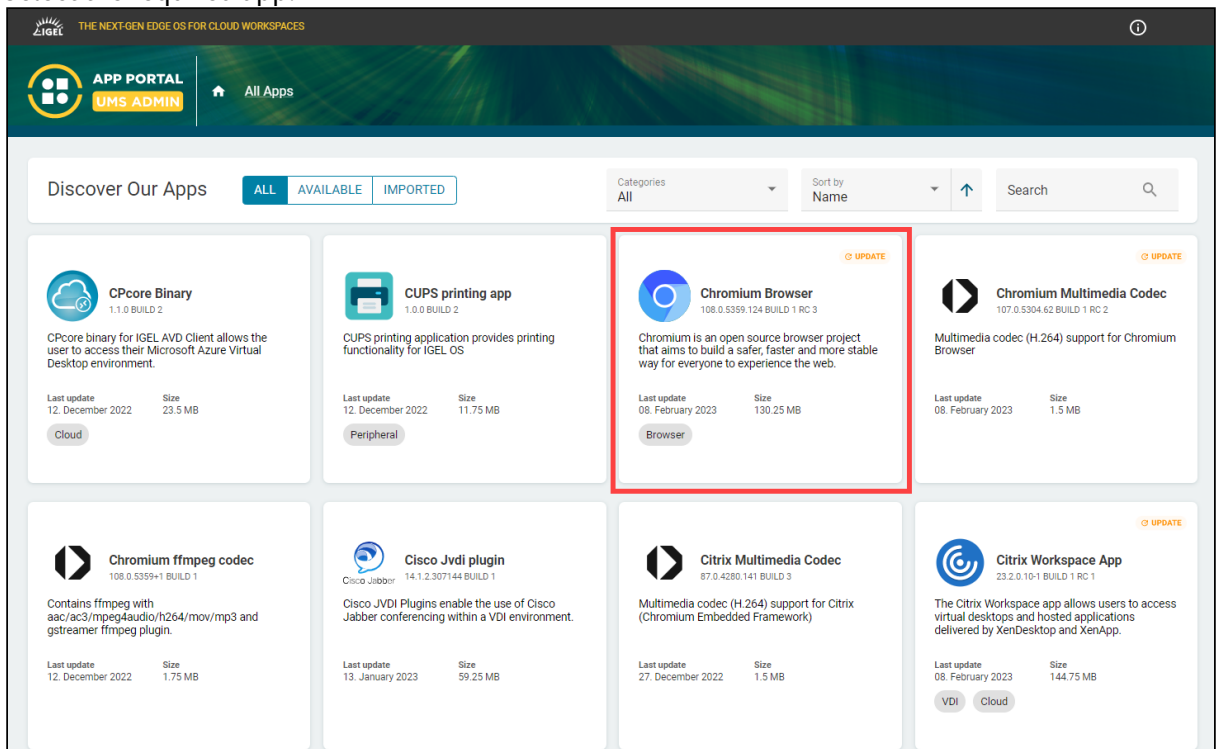 IGEL THE NEXT-GEN EDGE OS FOR CLOUD WORKSPACES
APP PORTAL
UMS ADMIN
All Apps
Discover Our Apps
ALL AVAILABLE IMPORTED
Categories
All
Sort by
Name
Search
CPcore Binary
1.1.0 BUILD 2
CPcore binary for IGEL AVD Client allows the
user to access their Microsoft Azure Virtual
Desktop environment.
Last update Size
12. December 2022 23.5 MB
Cloud
CUPS printing app
1.0.0 BUILD 2
CUPS printing application provides printing
functionality for IGEL OS
Last update Size
12. December 2022 11.75 MB
Peripheral
UPDATE
Chromium Browser
108.0.5359.124 BUILD 1 RC 3
Chromium is an open source browser project
that aims to build a safer, faster and more stable
way for everyone to experience the web.
Last update Size
08. February 2023 130.25 MB
Browser
UPDATE
Chromium Multimedia Codec
107.0.5304.62 BUILD 1 RC 2
Multimedia codec (H.264) support for Chromium
Browser
Last update Size
08. February 2023 1.5 MB
Chromium ffmpeg codec
108.0.5359+1 BUILD 1
Contains ffmpeg with
aac/ac3/mpeg4audio/h264/mov/mp3 and
gstreamer ffmpeg plugin.
Last update Size
12. December 2022 1.75 MB
Cisco Jabber
Cisco Jvdi plugin
14.1.2.307144 BUILD 1
Cisco JVDI Plugins enable the use of Cisco
Jabber conferencing within a VDI environment.
Last update Size
13. January 2023 59.25 MB
Citrix Multimedia Codec
87.0.4280.141 BUILD 3
Multimedia codec (H.264) support for Citrix
(Chromium Embedded Framework)
Last update Size
27. December 2022 1.5 MB
UPDATE
Citrix Workspace App
23.2.0.10-1 BUILD 1 RC 1
The Citrix Workspace app allows users to access
virtual desktops and hosted applications
delivered by XenDesktop and XenApp.
Last update Size
08. February 2023 144.75 MB
VDI Cloud